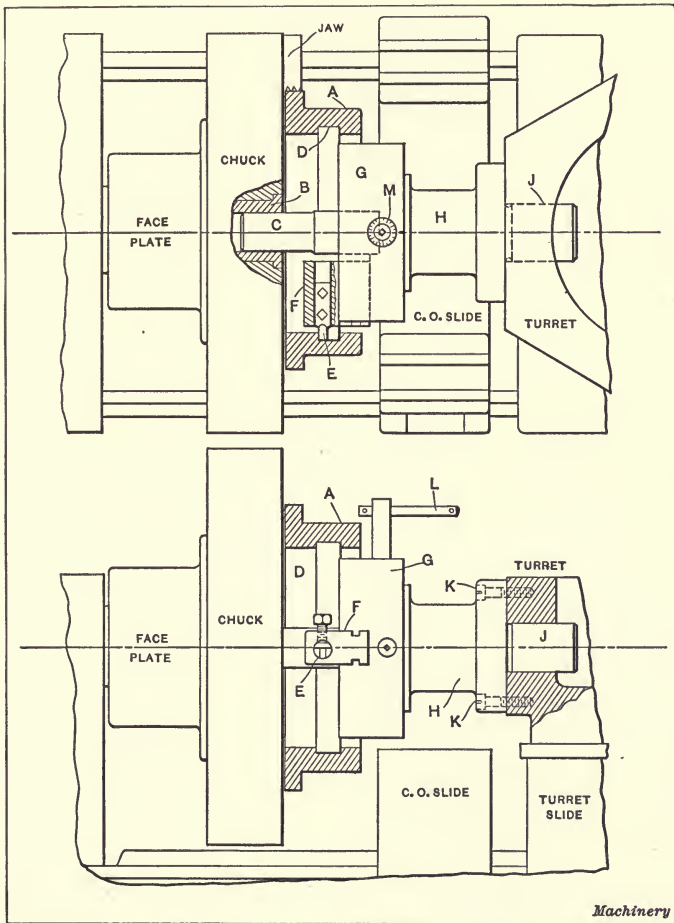 JAW
A
D
CHUCK
G
B
M
J
FACE
PLATE
C
H
F
C.O. SLIDE
TURRET
E
L
A
G
TURRET
K
D
CHUCK
F
FACE
PLATE
J
E
H
K
C.O. SLIDE
TURRET
SLIDE
Machinery